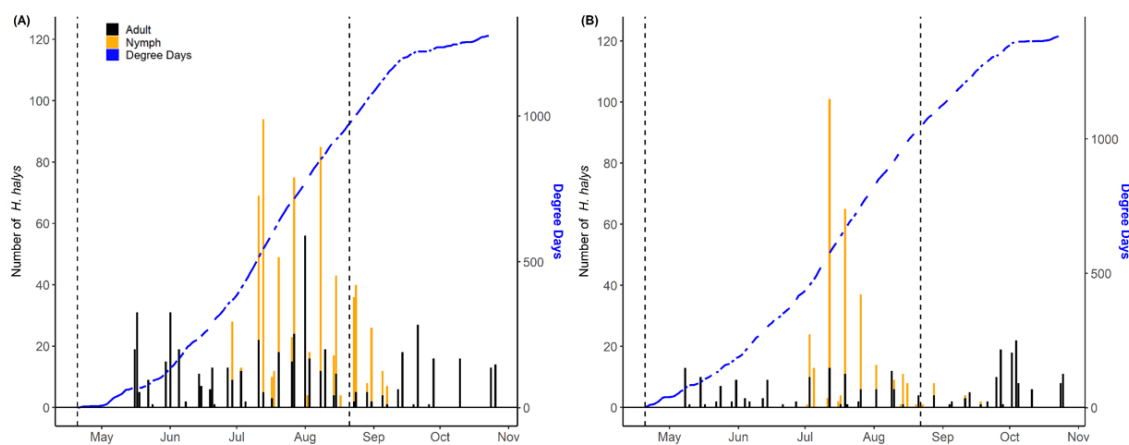 (A)
Adult
Nymph
Degree Days
Number of H. halys
120
100
80
60
40
20
0
1000
500
0
Degree Days
May Jun Jul Aug Sep Oct Nov
(B)
Number of H. halys
120
100
80
60
40
20
0
1000
500
0
Degree Days
May Jun Jul Aug Sep Oct Nov